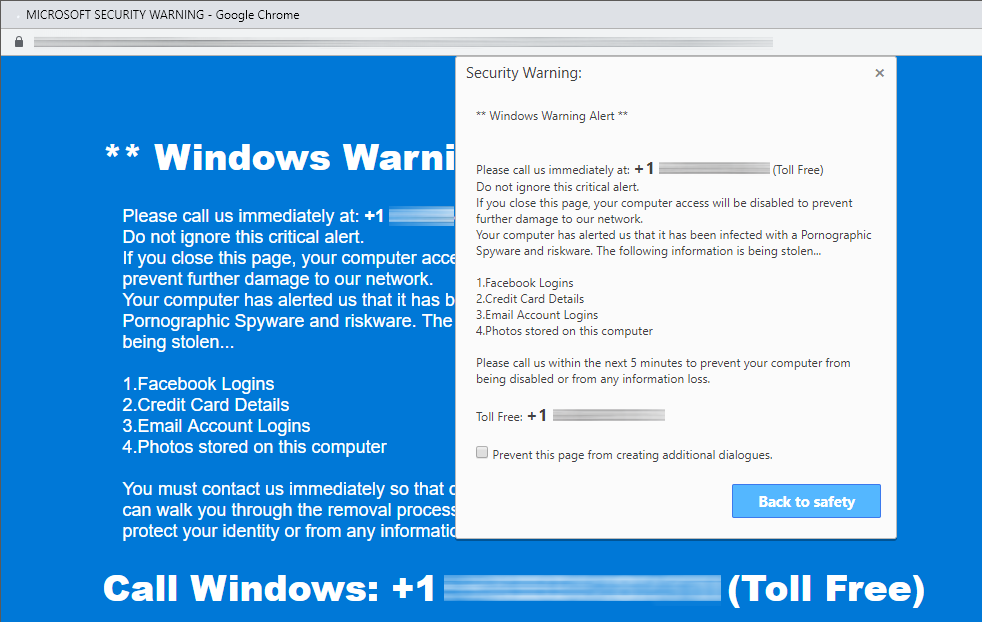 MICROSOFT SECURITY WARNING - Google Chrome
** Windows Warni
Please call us immediately at: +1
Do not ignore this critical alert.
If you close this page, your computer acce
prevent further damage to our network.
Your computer has alerted us that it has b
Pornographic Spyware and riskware. The
being stolen...
1.Facebook Logins
2.Credit Card Details
3.Email Account Logins
4.Photos stored on this computer
You must contact us immediately so that
can walk you through the removal process
protect your identity or from any informatio
Security Warning:
** Windows Warning Alert **
Please call us immediately at: +1 (Toll Free)
Do not ignore this critical alert.
If you close this page, your computer access will be disabled to prevent
further damage to our network.
Your computer has alerted us that it has been infected with a Pornographic
Spyware and riskware. The following information is being stolen...
1.Facebook Logins
2.Credit Card Details
3.Email Account Logins
4.Photos stored on this computer
Please call us within the next 5 minutes to prevent your computer from
being disabled or from any information loss.
Toll Free: +1
Prevent this page from creating additional dialogues.
Back to safety
Call Windows: +1 (Toll Free)